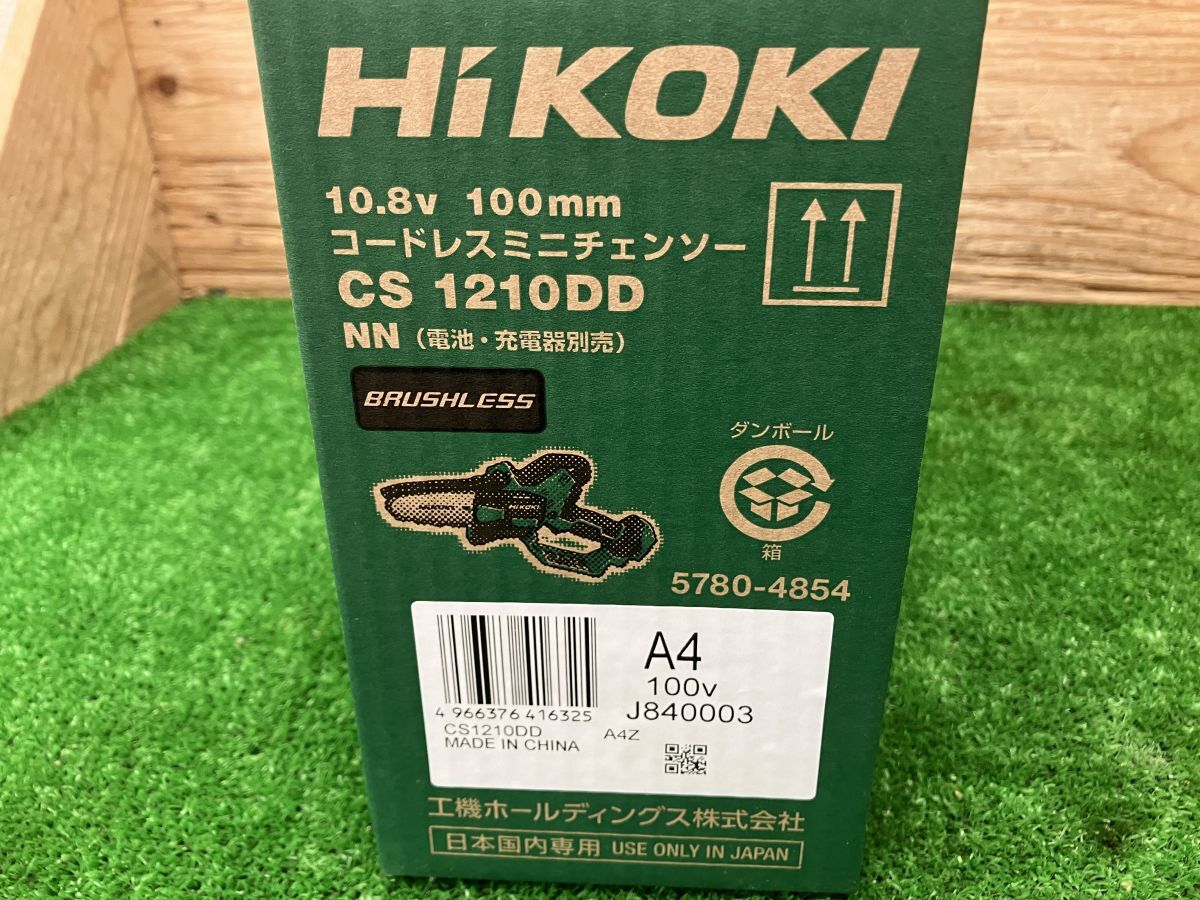 HiKOKI
10.8v 100mm
コードレスミニチェンソー
CS 1210DD
NN（電池・充電器別売）
BRUSHLESS
ダンボール
箱
5780-4854
A4
100v
4 966376 416325
J840003
CS1210DD
A4Z
MADE IN CHINA
工機ホールディングス株式会社
日本国内専用 USE ONLY IN JAPAN